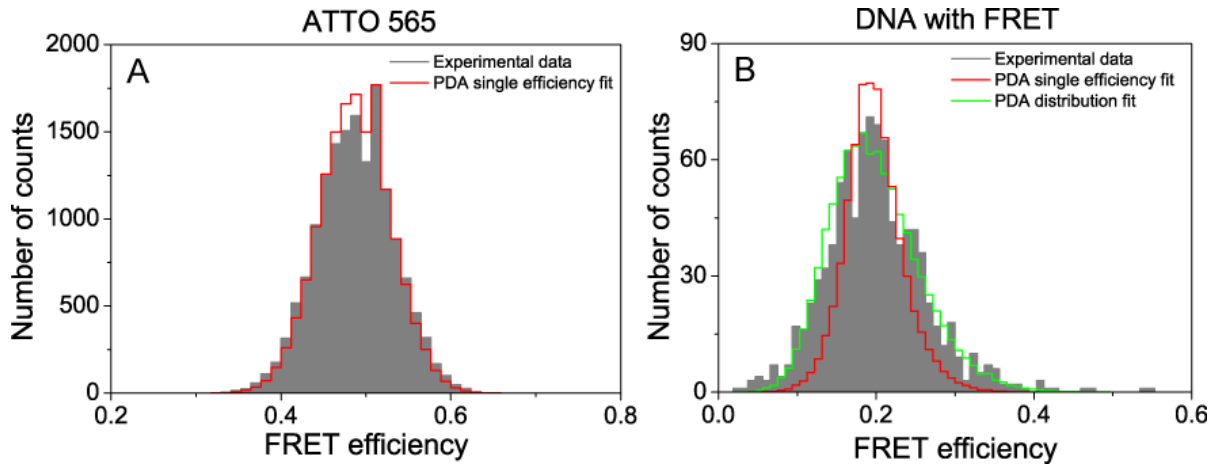 ATTO 565
A
Experimental data
PDA single efficiency fit
Number of counts
2000
1500
1000
500
0
0.2 0.4 0.6 0.8
FRET efficiency
DNA with FRET
B
Experimental data
PDA single efficiency fit
PDA distribution fit
Number of counts
90
60
30
0
0.0 0.2 0.4 0.6
FRET efficiency